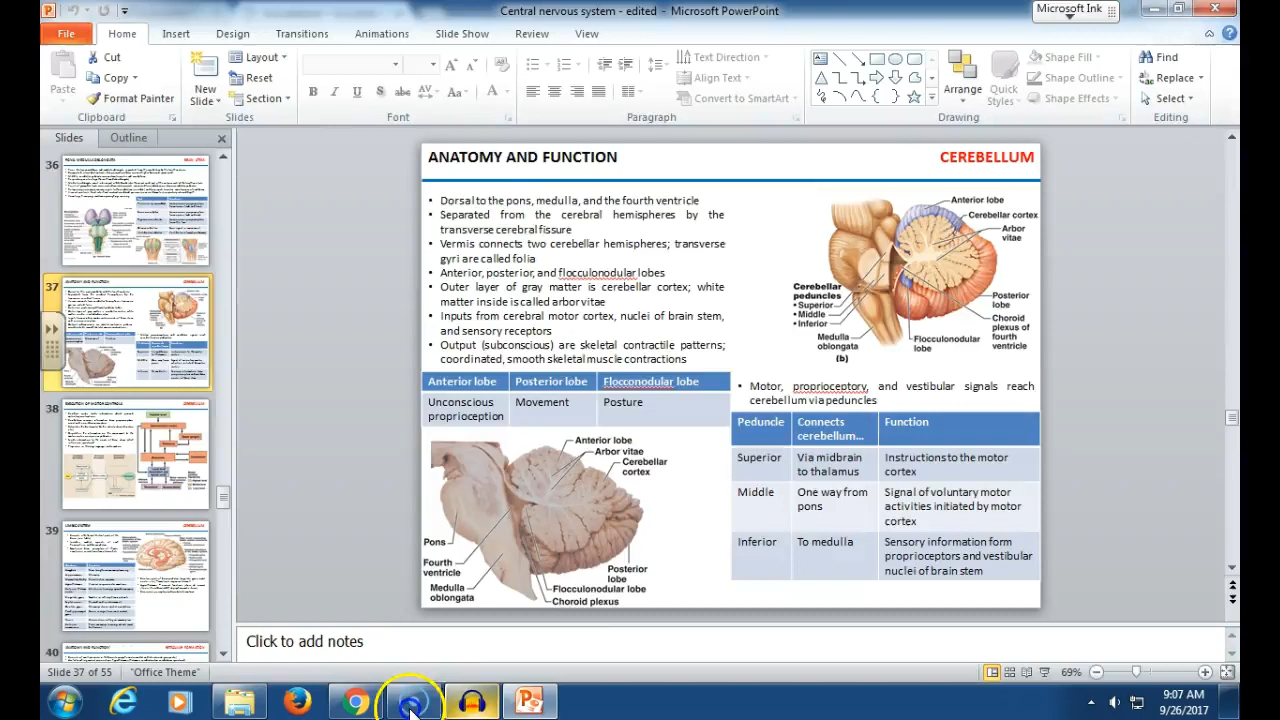 Central nervous system - edited - Microsoft PowerPoint
Microsoft Ink
File Home Insert Design Transitions Animations Slide Show Review View
Cut
Copy
Format Painter
Paste
Clipboard
New
Slide
Layout
Reset
Section
Slides
Font
Text Direction
Align Text
Convert to SmartArt
Paragraph
Arrange
Quick
Styles
Shape Fill
Shape Outline
Shape Effects
Drawing
Find
Replace
Select
Editing
Slides Outline
36
37
38
39
40
ANATOMY AND FUNCTION
CEREBELLUM
• Dorsal to the pons, medulla, and the fourth ventricle
• Separated from the cerebral hemispheres by the
transverse cerebral fissure
• Vermis connects two cerebellar hemispheres; transverse
gyri are called folia
• Anterior, posterior, and flocculonodular lobes
• Outer layer of gray matter is cerebellar cortex; white
matter inside is called arbor vitae
• Inputs from cerebral motor cortex, nuclei of brain stem,
and sensory receptors
• Output (subconscious) are skeletal contractile patterns;
coordinated, smooth skeletal muscle contractions
Anterior lobe Posterior lobe Flocconodular lobe
Unconscious
proprioception
Movement
Posture
Anterior lobe
Arbor vitae
Cerebellar
cortex
Pons
Fourth
ventricle
Medulla
oblongata
Posterior
lobe
Flocculonodular lobe
Choroid plexus
Anterior lobe
Cerebellar cortex
Arbor
vitae
Cerebellar
peduncles
• Superior
• Middle
• Inferior
Medulla
oblongata
(b)
Flocculonodular
lobe
Posterior
lobe
Choroid
plexus of
fourth
ventricle
• Motor, proprioceptory, and vestibular signals reach
cerebellum via peduncles
Peduncle
Connects
cerebellum...
Function
Superior
Via midbrain
to thalamus
Instructions to the motor
cortex
Middle
One way from
pons
Signal of voluntary motor
activities initiated by motor
cortex
Inferior
To medulla
Sensory information form
proprioceptors and vestibular
nuclei of brain stem
Click to add notes
Slide 37 of 55
"Office Theme"
69%
9:07 AM
9/26/2017